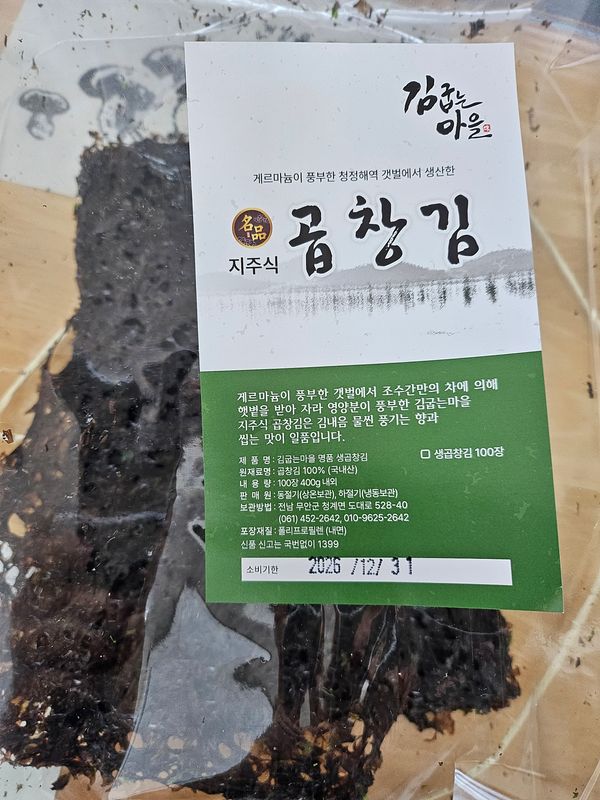 김굽는
마을
게르마늄이 풍부한 청정해역 갯벌에서 생산한
名品
지주식
곱창김
게르마늄이 풍부한 갯벌에서 조수간만의 차에 의해
햇볕을 받아 자라 영양분이 풍부한 김굽는마을
지주식 곱창김은 김내음 물씬 풍기는 향과
씹는 맛이 일품입니다.
제 품 명 : 김굽는마을 명품 생곱창김
□ 생곱창김 100장
원재료명 : 곱창김 100% (국내산)
내 용 량 : 100장 400g 내외
판 매 원 : 동절기(상온보관), 하절기(냉동보관)
보관방법 : 전남 무안군 청계면 도대로 528-40
(061) 452-2642, 010-9625-2642
포장재질 : 폴리프로필렌 (내면)
신품 신고는 국번없이 1399
소비기한 2026 /12/ 31